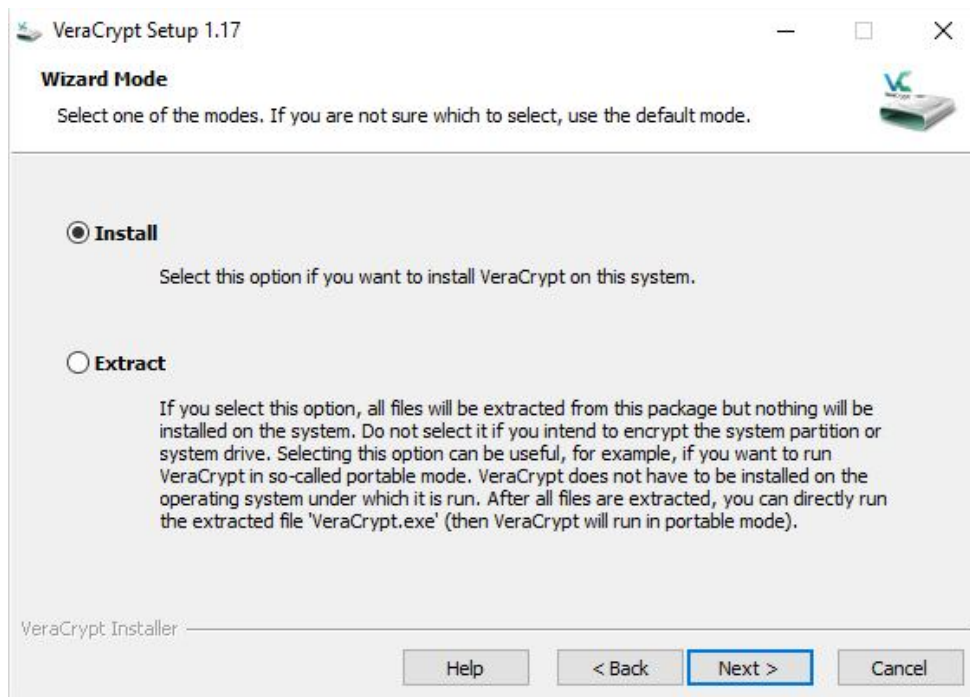 VeraCrypt Setup 1.17
Wizard Mode
Select one of the modes. If you are not sure which to select, use the default mode.
Install
Select this option if you want to install VeraCrypt on this system.
Extract
If you select this option, all files will be extracted from this package but nothing will be
installed on the system. Do not select it if you intend to encrypt the system partition or
system drive. Selecting this option can be useful, for example, if you want to run
VeraCrypt in so-called portable mode. VeraCrypt does not have to be installed on the
operating system under which it is run. After all files are extracted, you can directly run
the extracted file 'VeraCrypt.exe' (then VeraCrypt will run in portable mode).
VeraCrypt Installer
Help < Back Next > Cancel